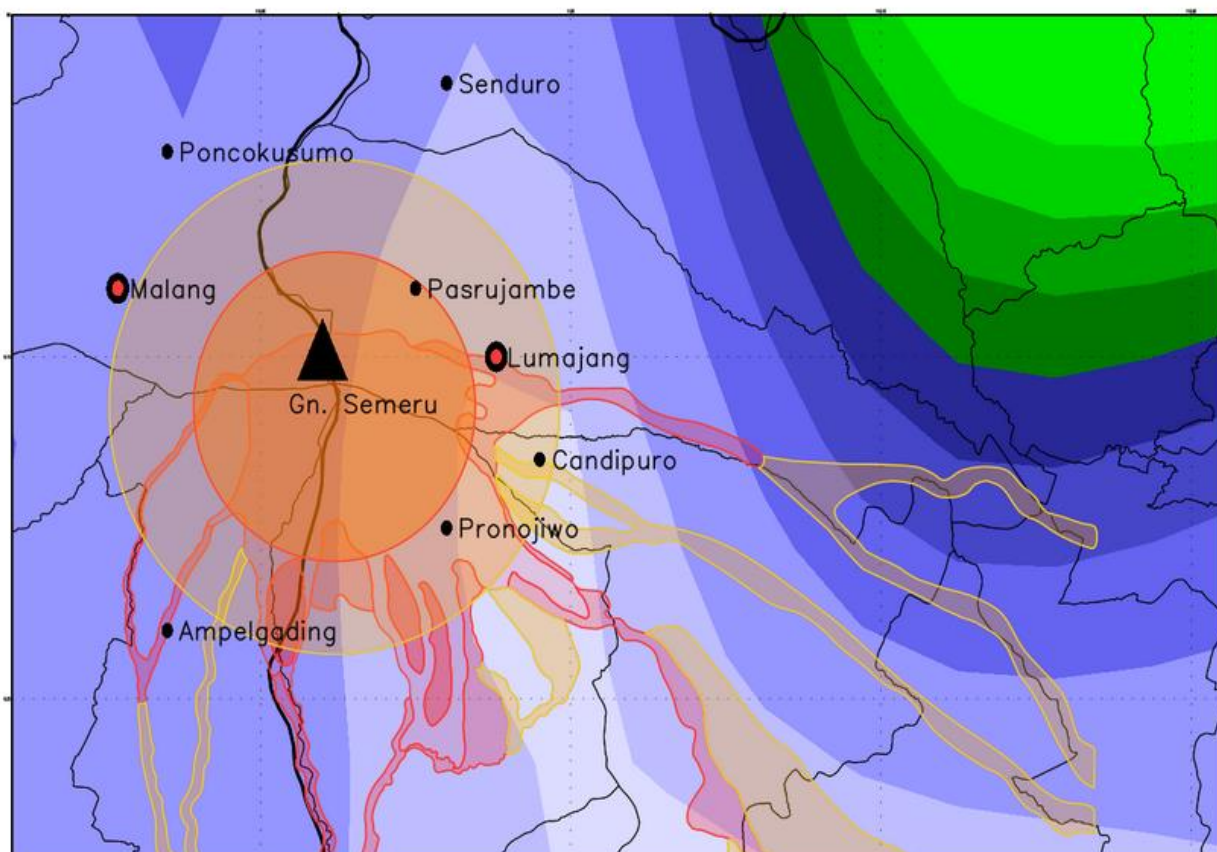 Senduro
Poncokusumo
Malang
Pasrujambe
Lumajang
Gn. Semeru
Candipuro
Pronojiwo
Ampelgading